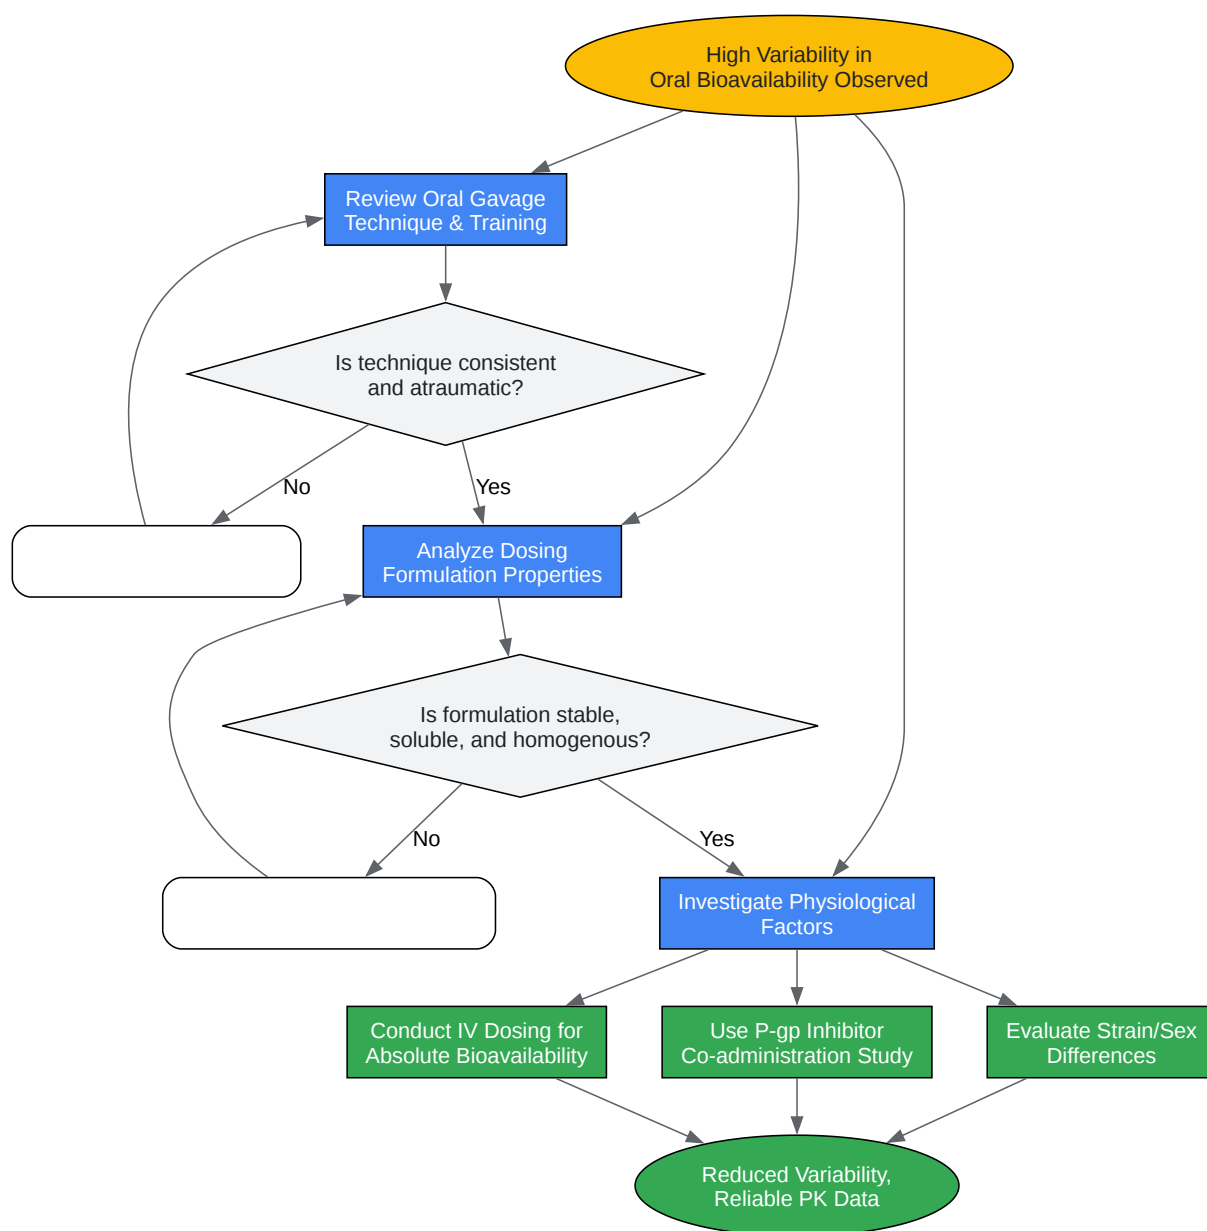 High Variability in
Oral Bioavailability Observed
Review Oral Gavage
Technique & Training
Is technique consistent
and atraumatic?
No
Yes
Analyze Dosing
Formulation Properties
Is formulation stable,
soluble, and homogenous?
No
Yes
Investigate Physiological
Factors
Conduct IV Dosing for
Absolute Bioavailability
Use P-gp Inhibitor
Co-administration Study
Evaluate Strain/Sex
Differences
Reduced Variability,
Reliable PK Data